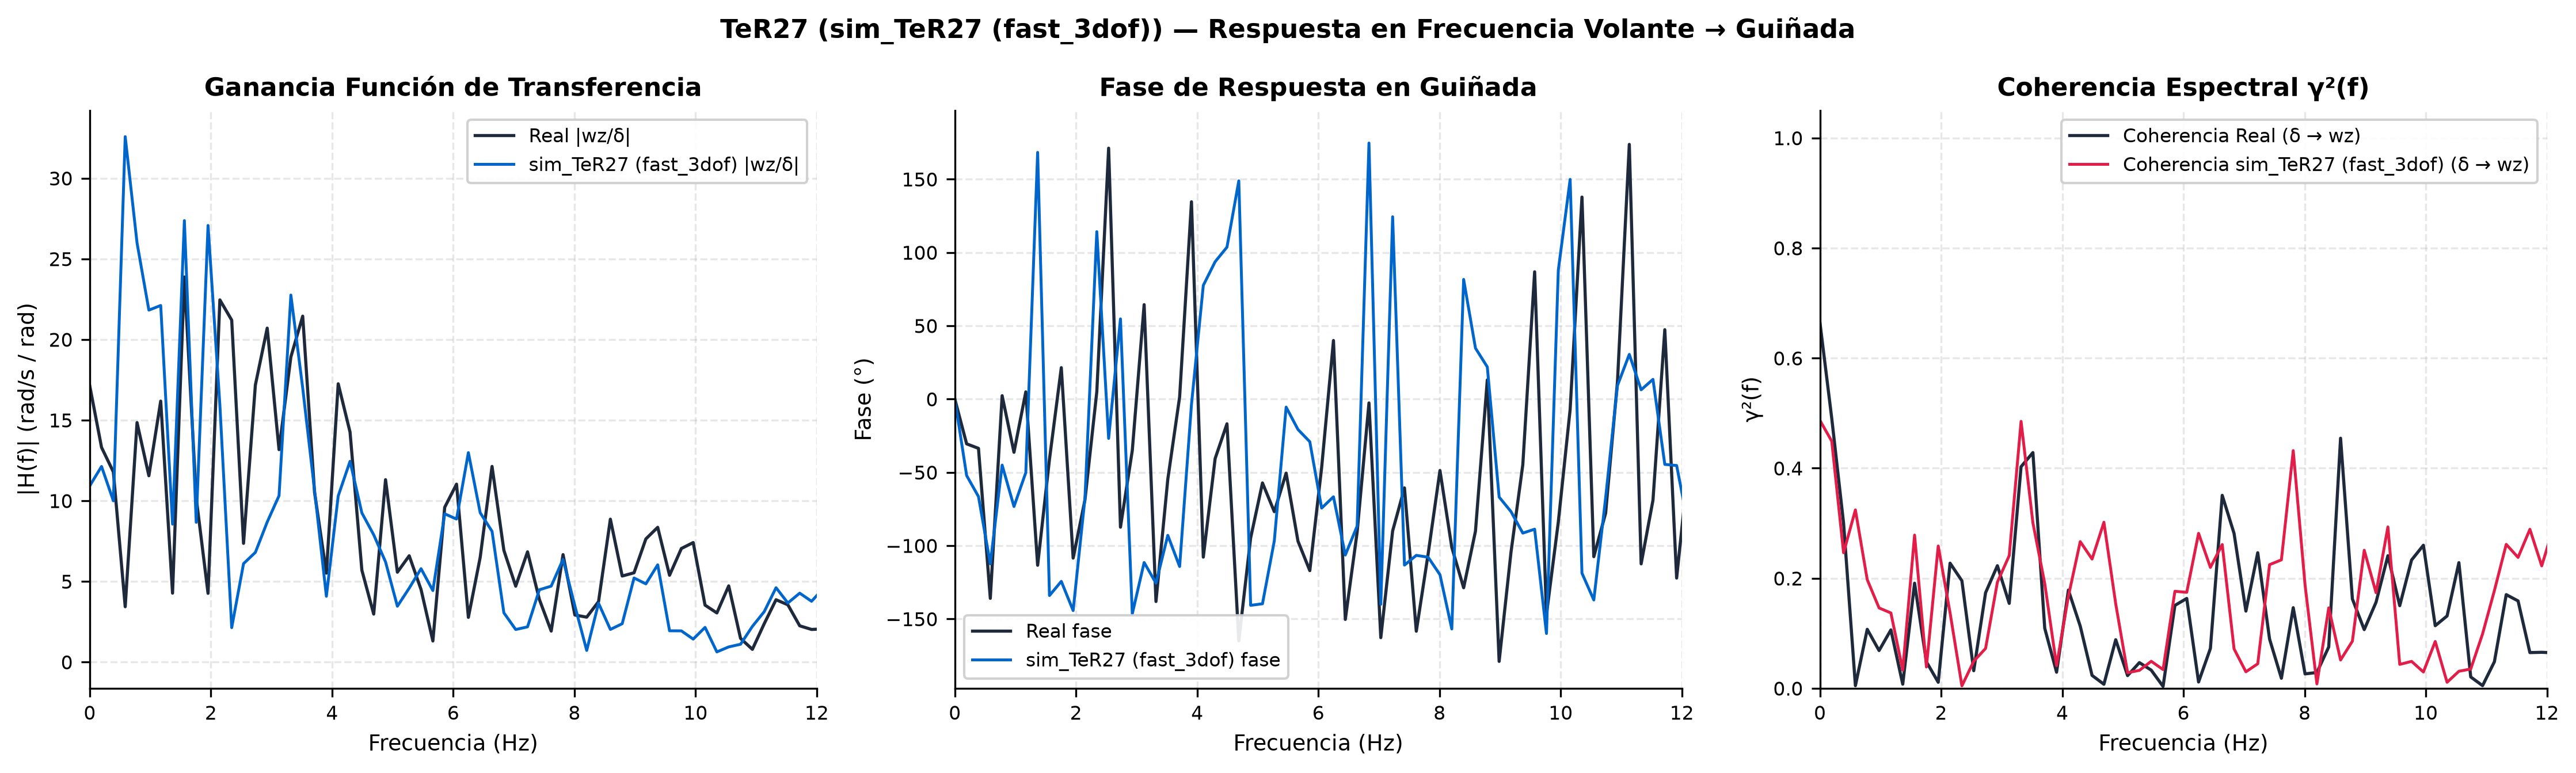 TeR27 (sim_TeR27 (fast_3dof)) — Respuesta en Frecuencia Volante → Guiñada
Ganancia Función de Transferencia
|H(f)| (rad/s / rad)
30
25
20
15
10
5
0
Real |wz/δ|
sim_TeR27 (fast_3dof) |wz/δ|
0 2 4 6 8 10 12
Frecuencia (Hz)
Fase de Respuesta en Guiñada
Fase (°)
150
100
50
0
−50
−100
−150
Real fase
sim_TeR27 (fast_3dof) fase
0 2 4 6 8 10 12
Frecuencia (Hz)
Coherencia Espectral γ²(f)
γ²(f)
1.0
0.8
0.6
0.4
0.2
0.0
Coherencia Real (δ → wz)
Coherencia sim_TeR27 (fast_3dof) (δ → wz)
0 2 4 6 8 10 12
Frecuencia (Hz)